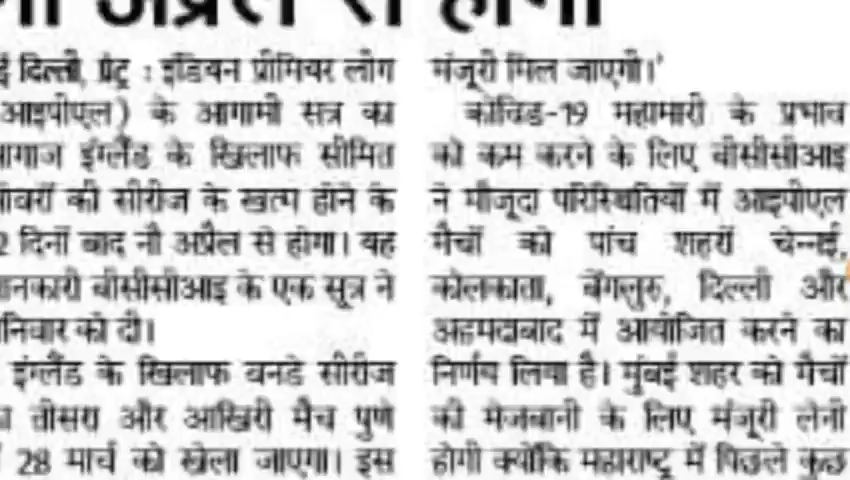 अप्रैल से होगा
दिल्ली, प्रेट्र : इंडियन प्रीमियर लीग
आइपीएल) के आगामी सत्र का
आगाज इंग्लैंड के खिलाफ सीमित
ओवरों की सीरीज के खत्म होने के
2 दिनों बाद नौ अप्रैल से होगा। यह
जानकारी बीसीसीआइ के एक सूत्र ने
शनिवार को दी।
इंग्लैंड के खिलाफ वनडे सीरीज
तीसरा और आखिरी मैच पुणे
28 मार्च को खेला जाएगा। इस
मंजूरी मिल जाएगी।'
कोविड-19 महामारी के प्रभाव
को कम करने के लिए बीसीसीआइ
ने मौजूदा परिस्थितियों में आइपीएल
मैचों को पांच शहरों चेन्नई,
कोलकाता, बेंगलुरु, दिल्ली और
अहमदाबाद में आयोजित करने का
निर्णय लिया है। मुंबई शहर को मैचों
की मेजबानी के लिए मंजूरी लेनी
होगी क्योंकि महाराष्ट्र में पिछले कुछ